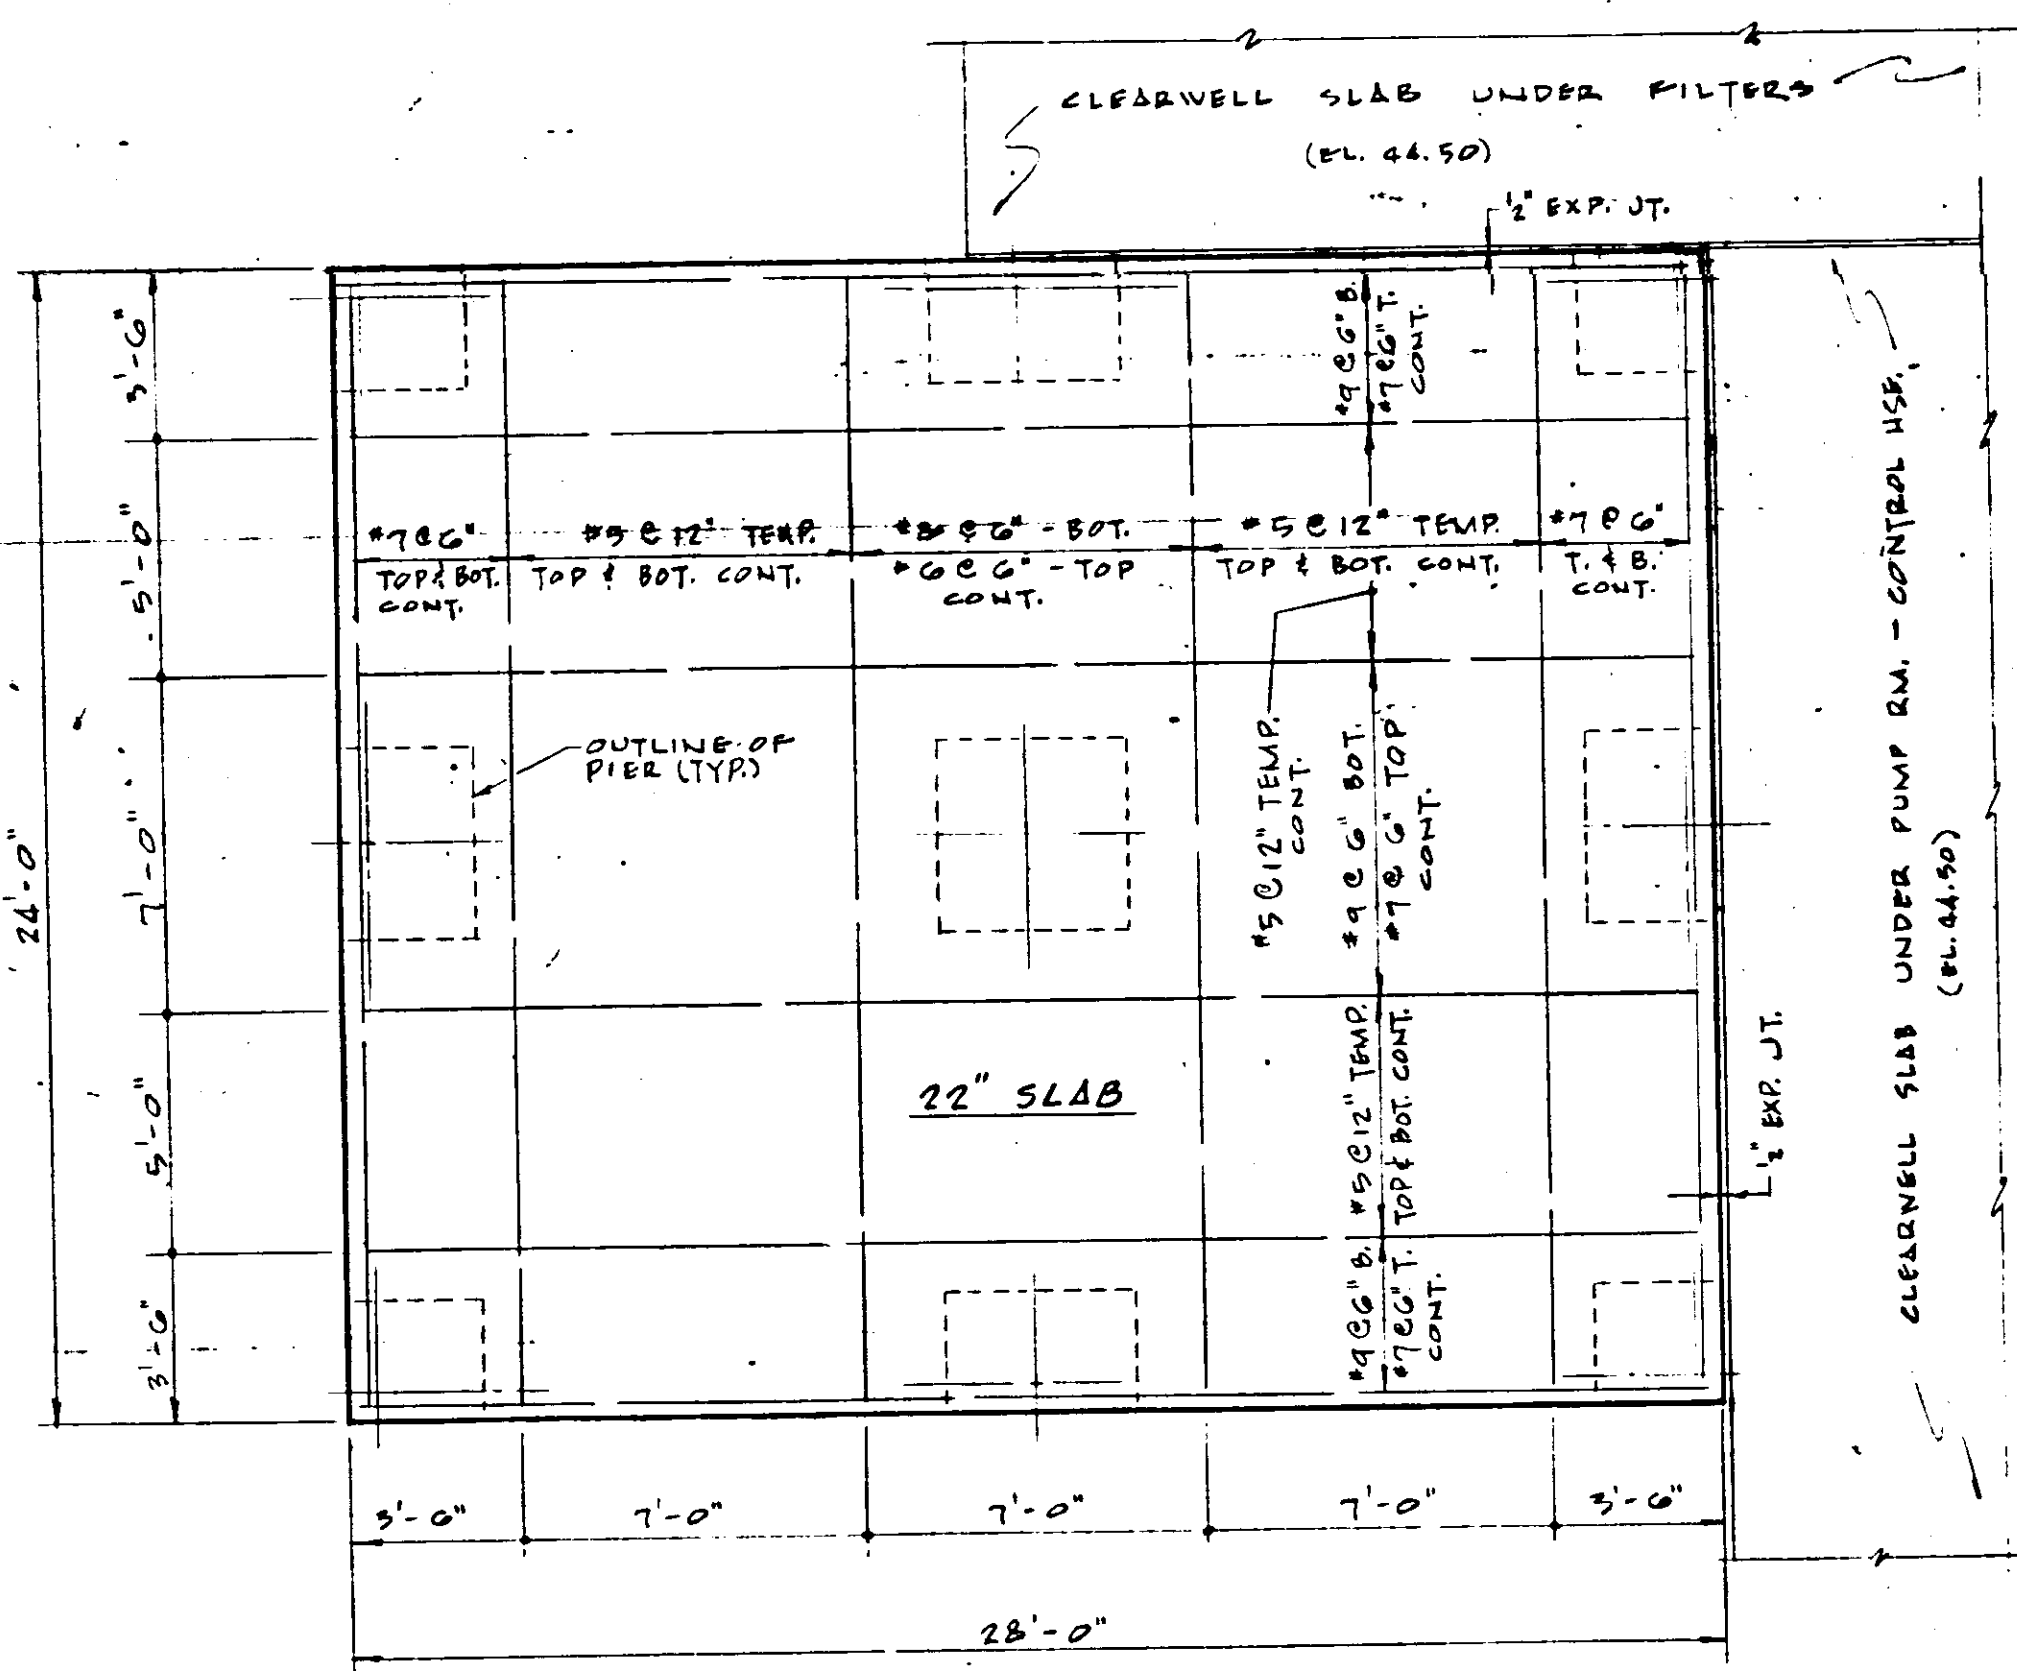 CLEARWELL SLAB UNDER FILTERS
(EL. 44.50)
1/2" EXP. JT.
3'-6"
5'-0"
7'-0"
5'-0"
3'-6"
24'-0"
#9 @ 6" B.
#7 @ 6" T.
CONT.
#7 @ 6"
TOP & BOT.
CONT.
#5 @ 12" TEMP.
TOP & BOT. CONT.
#8 @ 6" - BOT.
#6 @ 6" - TOP
CONT.
#5 @ 12" TEMP.
TOP & BOT. CONT.
#7 @ 6"
T. & B.
CONT.
OUTLINE OF
PIER (TYP.)
#5 @ 12" TEMP.
CONT.
#9 @ 6" BOT.
#7 @ 6" TOP
CONT.
22" SLAB
#5 @ 12" TEMP.
TOP & BOT. CONT.
#9 @ 6" B.
#7 @ 6" T.
CONT.
CLEARWELL SLAB UNDER PUMP RM. - CONTROL HSE.
(EL. 44.50)
1/2" EXP. JT.
3'-6"
7'-0"
7'-0"
7'-0"
3'-6"
28'-0"